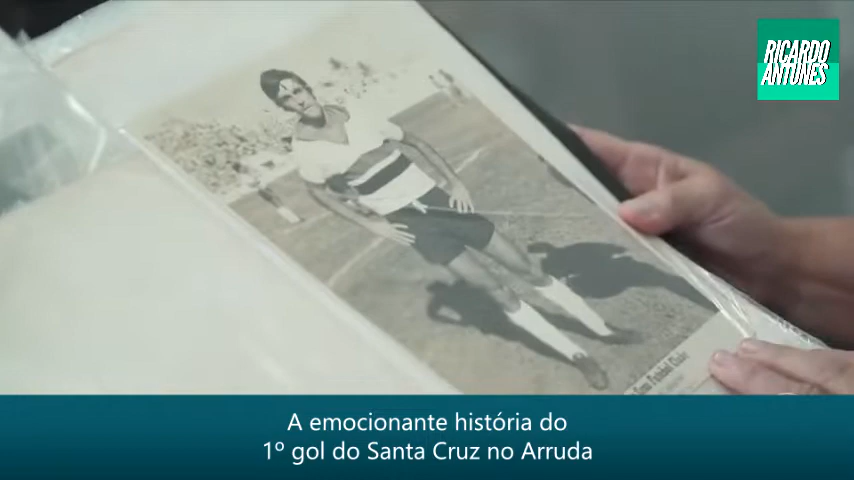 RICARDO
ANTUNES
A emocionante história do
1º gol do Santa Cruz no Arruda